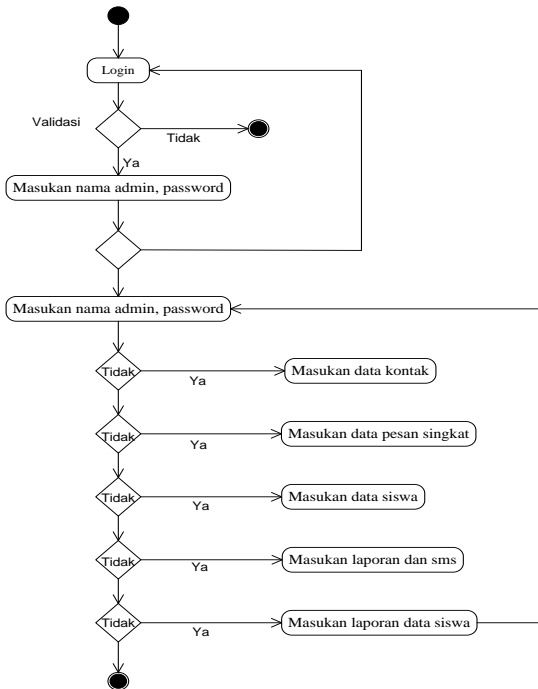 Login
Validasi
Tidak
Ya
Masukan nama admin, password
Masukan nama admin, password
Tidak
Ya
Masukan data kontak
Tidak
Ya
Masukan data pesan singkat
Tidak
Ya
Masukan data siswa
Tidak
Ya
Masukan laporan dan sms
Tidak
Ya
Masukan laporan data siswa